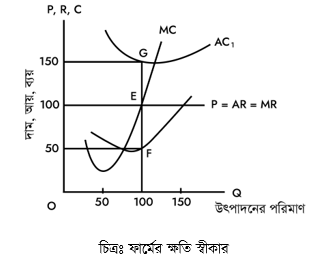 P, R, C
MC
AC₁
G
150
E
100
P = AR = MR
50
F
O
50
100
150
Q
দাম, আয়, ব্যয়
উৎপাদনের পরিমাণ
চিত্রঃ ফার্মের ক্ষতি স্বীকার